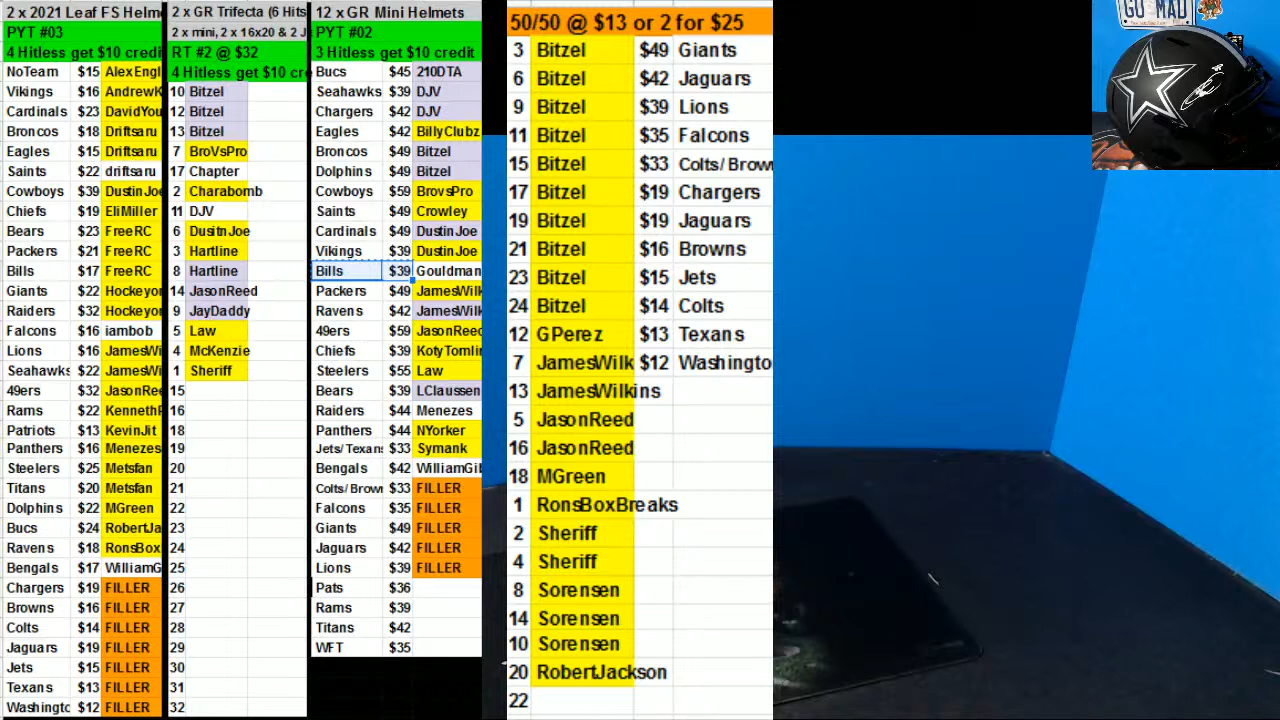 2 x 2021 Leaf FS Helme
PYT #03
4 Hitless get $10 credi
NoTeam $15 AlexEngl
Vikings $16 AndrewK
Cardinals $23 DavidYou
Broncos $18 Driftsaru
Eagles $15 Driftsaru
Saints $22 driftsaru
Cowboys $39 DustinJoe
Chiefs $19 EliMiller
Bears $23 FreeRC
Packers $21 FreeRC
Bills $17 FreeRC
Giants $22 Hockeyor
Raiders $32 Hockeyor
Falcons $16 iambob
Lions $16 JamesWi
Seahawks $22 JamesWi
49ers $32 JasonRee
Rams $22 KennethF
Patriots $13 KevinJit
Panthers $16 Menezes
Steelers $25 Metsfan
Titans $20 Metsfan
Dolphins $22 MGreen
Bucs $24 RobertJa
Ravens $18 RonsBox
Bengals $17 WilliamG
Chargers $19 FILLER
Browns $16 FILLER
Colts $14 FILLER
Jaguars $19 FILLER
Jets $15 FILLER
Texans $13 FILLER
Washingto $12 FILLER
2 x GR Trifecta (6 Hits
2 x mini, 2 x 16x20 & 2 J
RT #2 @ $32
4 Hitless get $10 cre
10 Bitzel
12 Bitzel
13 Bitzel
7 BroVsPro
17 Chapter
2 Charabomb
11 DJV
6 DusitnJoe
3 Hartline
8 Hartline
14 JasonReed
9 JayDaddy
5 Law
4 McKenzie
1 Sheriff
15
16
18
19
20
21
22
23
24
25
26
27
28
29
30
31
32
12 x GR Mini Helmets
PYT #02
3 Hitless get $10 credit
Bucs $45 210DTA
Seahawks $39 DJV
Chargers $42 DJV
Eagles $42 BillyClubz
Broncos $49 Bitzel
Dolphins $49 Bitzel
Cowboys $59 BrovsPro
Saints $49 Crowley
Cardinals $49 DustinJoe
Vikings $39 DustinJoe
Bills $39 Gouldman
Packers $49 JamesWilk
Ravens $42 JamesWilk
49ers $59 JasonReed
Chiefs $39 KotyTomlin
Steelers $55 Law
Bears $39 LClaussen
Raiders $44 Menezes
Panthers $44 NYorker
Jets/ Texans $33 Symank
Bengals $42 WilliamGib
Colts/ Brow $33 FILLER
Falcons $35 FILLER
Giants $49 FILLER
Jaguars $42 FILLER
Lions $39 FILLER
Pats $36
Rams $39
Titans $42
WFT $35
50/50 @ $13 or 2 for $25
3 Bitzel $49 Giants
6 Bitzel $42 Jaguars
9 Bitzel $39 Lions
11 Bitzel $35 Falcons
15 Bitzel $33 Colts/ Brow
17 Bitzel $19 Chargers
19 Bitzel $19 Jaguars
21 Bitzel $16 Browns
23 Bitzel $15 Jets
24 Bitzel $14 Colts
12 GPerez $13 Texans
7 JamesWilk $12 Washingto
13 JamesWilkins
5 JasonReed
16 JasonReed
18 MGreen
1 RonsBoxBreaks
2 Sheriff
4 Sheriff
8 Sorensen
14 Sorensen
10 Sorensen
20 RobertJackson
22
GO MAD